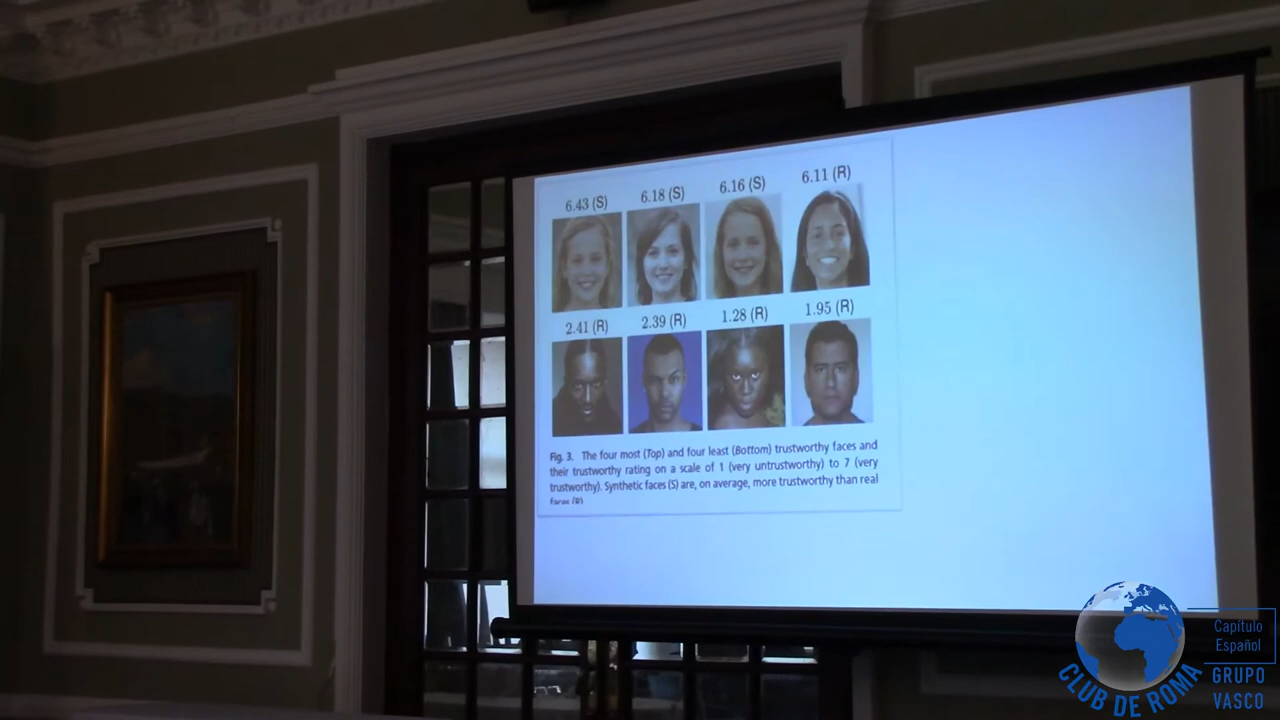 6.43 (S) 6.18 (S) 6.16 (S) 6.11 (R)
2.41 (R) 2.39 (R) 1.28 (R) 1.95 (R)
Fig. 3. The four most (Top) and four least (Bottom) trustworthy faces and
their trustworthy rating on a scale of 1 (very untrustworthy) to 7 (very
trustworthy). Synthetic faces (S) are, on average, more trustworthy than real
faces (R)
CLUB DE ROMA
Capítulo
Español
GRUPO
VASCO